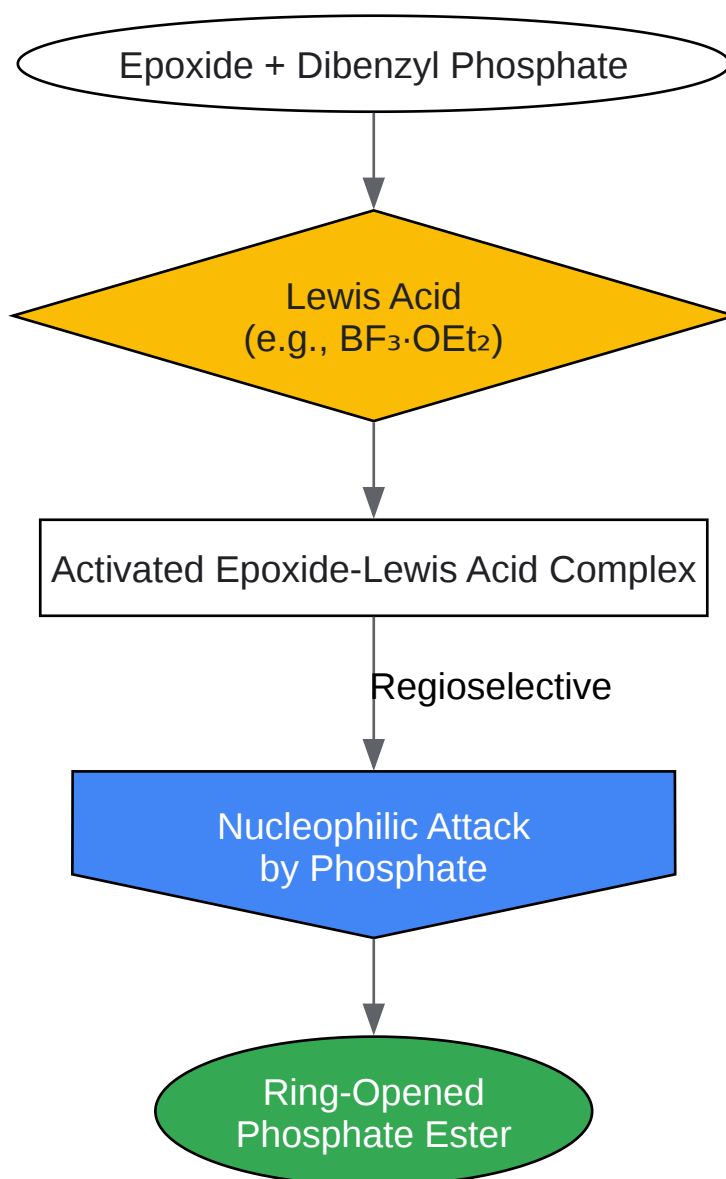 Epoxide + Dibenzyl Phosphate
Lewis Acid
(e.g., BF₃·OEt₂)
Activated Epoxide-Lewis Acid Complex
Regioselective
Nucleophilic Attack
by Phosphate
Ring-Opened
Phosphate Ester